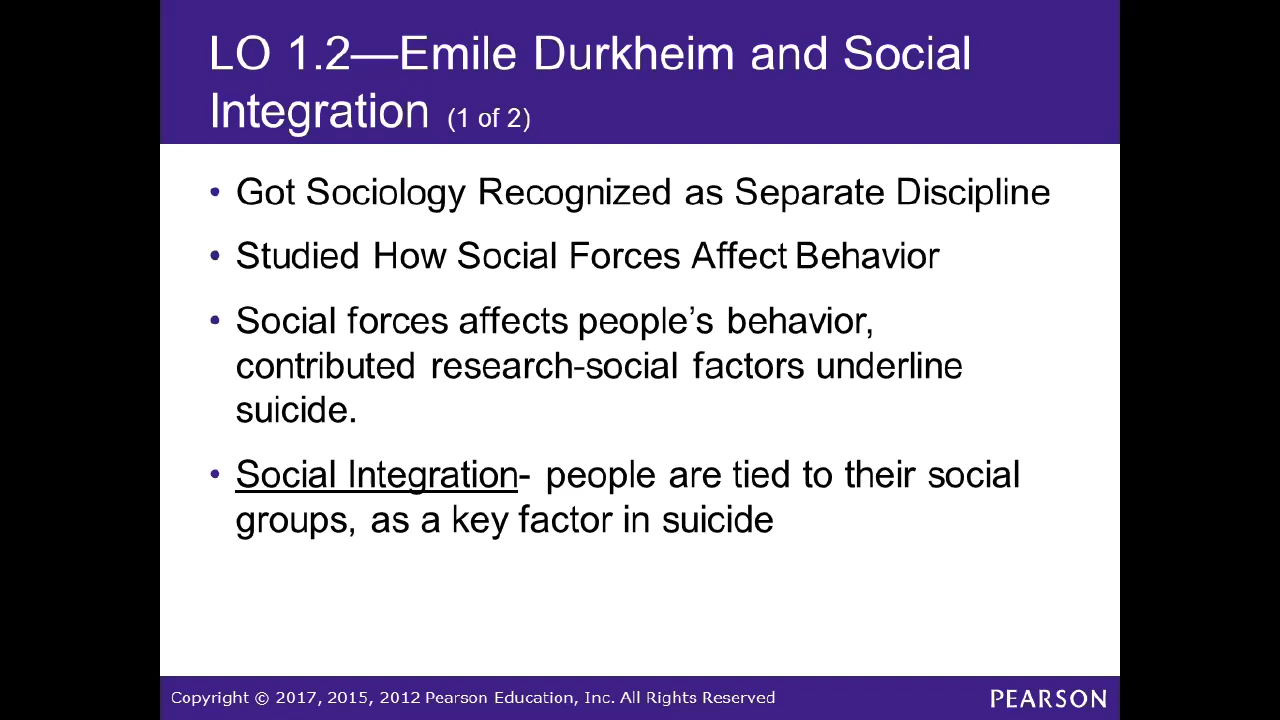 LO 1.2—Emile Durkheim and Social
Integration (1 of 2)
• Got Sociology Recognized as Separate Discipline
• Studied How Social Forces Affect Behavior
• Social forces affects people’s behavior,
contributed research-social factors underline
suicide.
• Social Integration- people are tied to their social
groups, as a key factor in suicide
Copyright © 2017, 2015, 2012 Pearson Education, Inc. All Rights Reserved
PEARSON